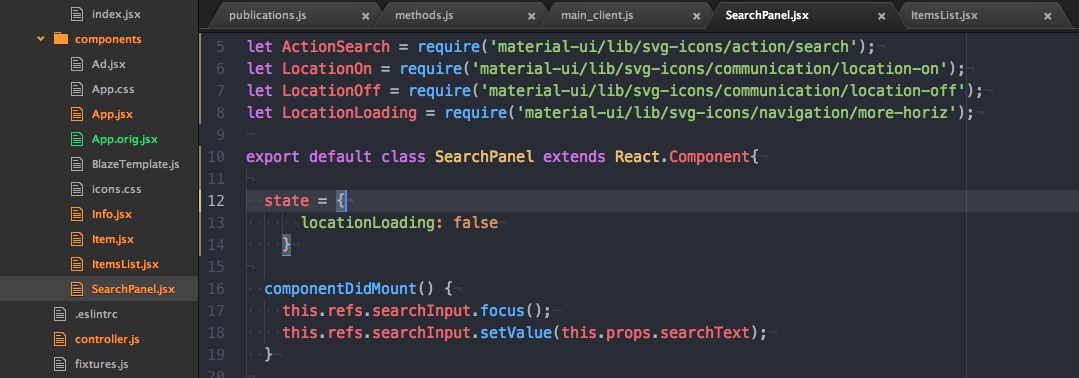 index.jsx
components
Ad.jsx
App.css
App.jsx
App.orig.jsx
BlazeTemplate.js
icons.css
Info.jsx
Item.jsx
ItemsList.jsx
SearchPanel.jsx
.eslintrc
controller.js
fixtures.js
publications.js × methods.js × main_client.js × SearchPanel.jsx × ItemsList.jsx ×
5 let ActionSearch = require('material-ui/lib/svg-icons/action/search');¬
6 let LocationOn = require('material-ui/lib/svg-icons/communication/location-on');¬
7 let LocationOff = require('material-ui/lib/svg-icons/communication/location-off');¬
8 let LocationLoading = require('material-ui/lib/svg-icons/navigation/more-horiz');¬
9 ¬
10 export default class SearchPanel extends React.Component{¬
11 ¬
12 state = {¬
13 locationLoading: false¬
14 }¬
15 ¬
16 componentDidMount() {¬
17 this.refs.searchInput.focus();¬
18 this.refs.searchInput.setValue(this.props.searchText);¬
19 }¬
20 ¬